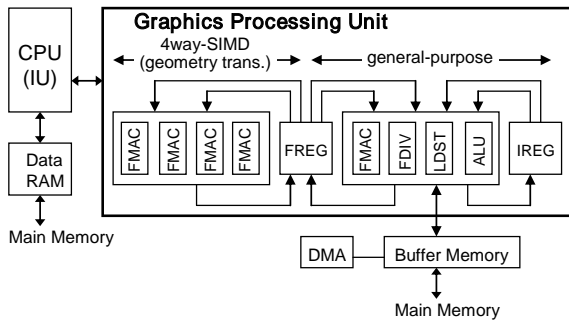 Graphics Processing Unit
CPU
(IU)
4way-SIMD
(geometry trans.)
general-purpose
FMAC
FMAC
FMAC
FMAC
FREG
FMAC
FDIV
LDST
ALU
IREG
Data
RAM
Main Memory
DMA
Buffer Memory
Main Memory